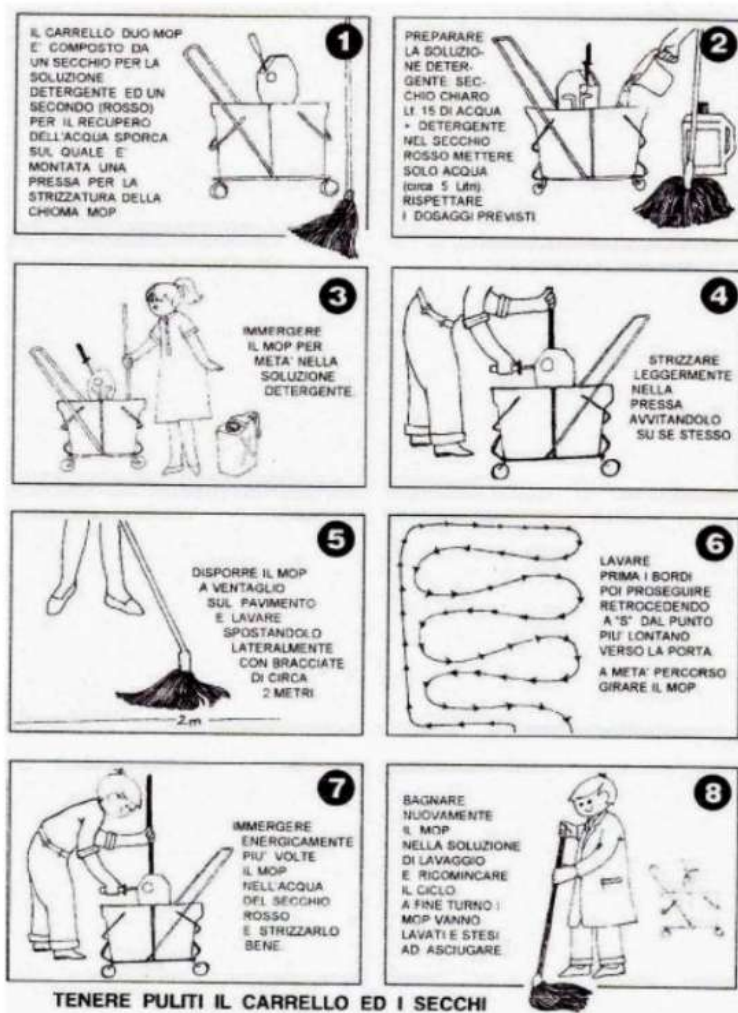 1
IL CARRELLO DUO MOP
E' COMPOSTO DA
UN SECCHIO PER LA
SOLUZIONE
DETERGENTE ED UN
SECONDO (ROSSO)
PER IL RECUPERO
DELL'ACQUA SPORCA
SUL QUALE E'
MONTATA UNA
PRESSA PER LA
STRIZZATURA DELLA
CHIOMA MOP
2
PREPARARE
LA SOLUZIO-
NE DETER-
GENTE SEC-
CHIO CHIARO
Lt. 15 DI ACQUA
+ DETERGENTE
NEL SECCHIO
ROSSO METTERE
SOLO ACQUA
(circa 5 Litri).
RISPETTARE
I DOSAGGI PREVISTI
3
IMMERGERE
IL MOP PER
META' NELLA
SOLUZIONE
DETERGENTE.
4
STRIZZARE
LEGGERMENTE
NELLA
PRESSA
AVVITANDOLO
SU SE STESSO
5
DISPORRE IL MOP
A VENTAGLIO
SUL PAVIMENTO
E LAVARE
SPOSTANDOLO
LATERALMENTE
CON BRACCIATE
DI CIRCA
2 METRI
2 m
6
LAVARE
PRIMA I BORDI
POI PROSEGUIRE
RETROCEDENDO
A "S" DAL PUNTO
PIU' LONTANO
VERSO LA PORTA.
A META' PERCORSO
GIRARE IL MOP
7
IMMERGERE
ENERGICAMENTE
PIU' VOLTE
IL MOP
NELL'ACQUA
DEL SECCHIO
ROSSO
E STRIZZARLO
BENE.
8
BAGNARE
NUOVAMENTE
IL MOP
NELLA SOLUZIONE
DI LAVAGGIO
E RICOMINCARE
IL CICLO
A FINE TURNO I
MOP VANNO
LAVATI E STESI
AD ASCIUGARE.
TENERE PULITI IL CARRELLO ED I SECCHI